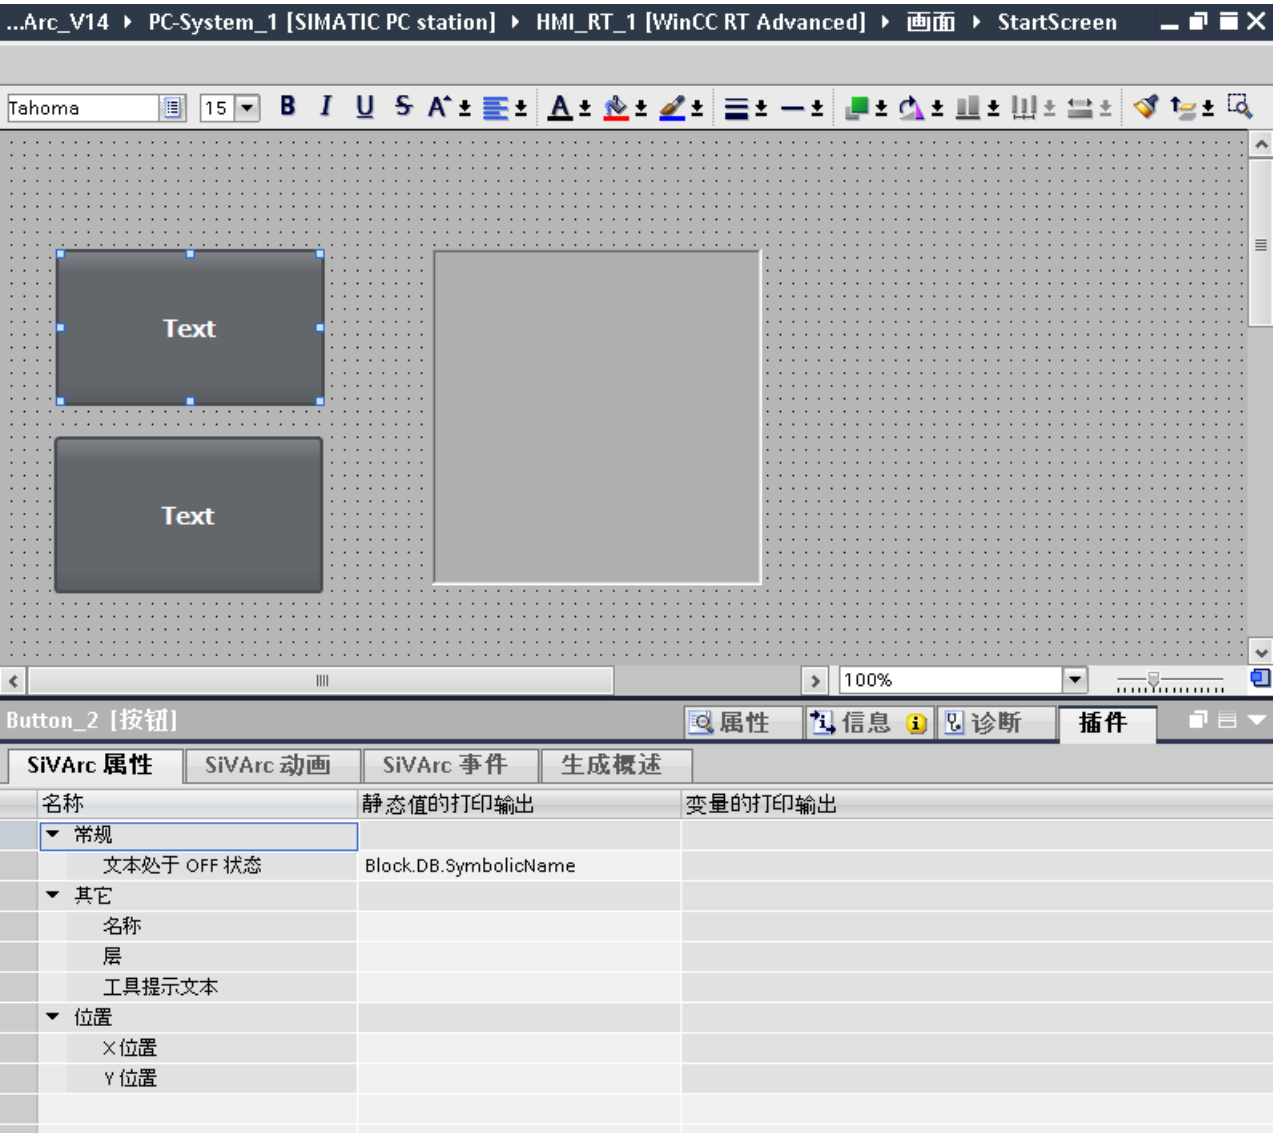 ...Arc_V14 ▸ PC-System_1 [SIMATIC PC station] ▸ HMI_RT_1 [WinCC RT Advanced] ▸ 画面 ▸ StartScreen
Tahoma 15 B I U S A A
Text
Text
100%
Button_2 [按钮] 属性 信息 诊断 插件
SiVArc 属性 SiVArc 动画 SiVArc 事件 生成概述
名称 静态值的打印输出 变量的打印输出
常规
文本处于 OFF 状态 Block.DB.SymbolicName
其它
名称
层
工具提示文本
位置
X 位置
Y 位置